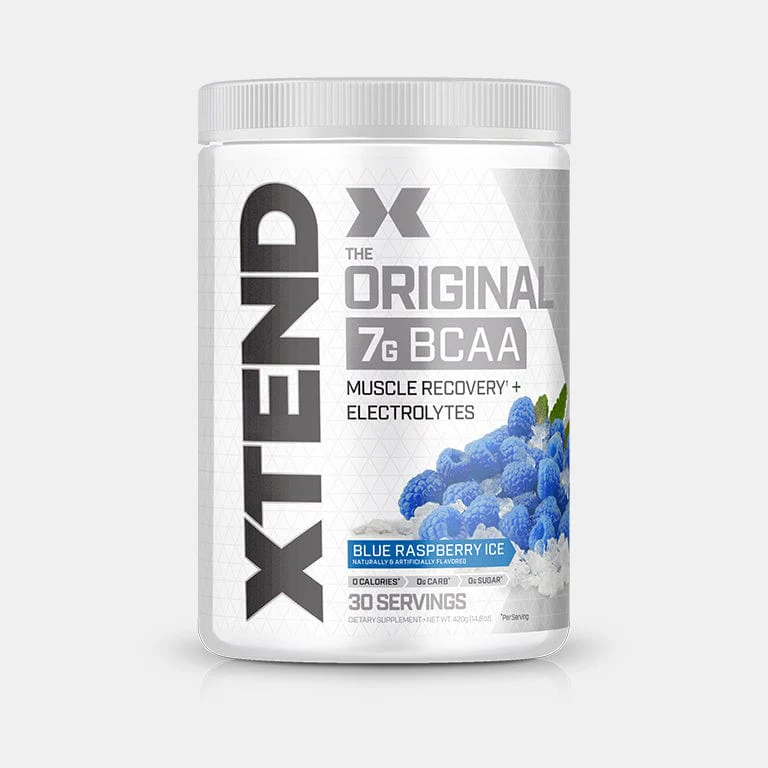 XTEND
THE
ORIGINAL
7G BCAA
MUSCLE RECOVERY† +
ELECTROLYTES
BLUE RASPBERRY ICE
NATURALLY & ARTIFICIALLY FLAVORED
0 CALORIES* 0G CARB* 0G SUGAR*
30 SERVINGS
DIETARY SUPPLEMENT • NET WT. 420g (14.8oz) *Per Serving